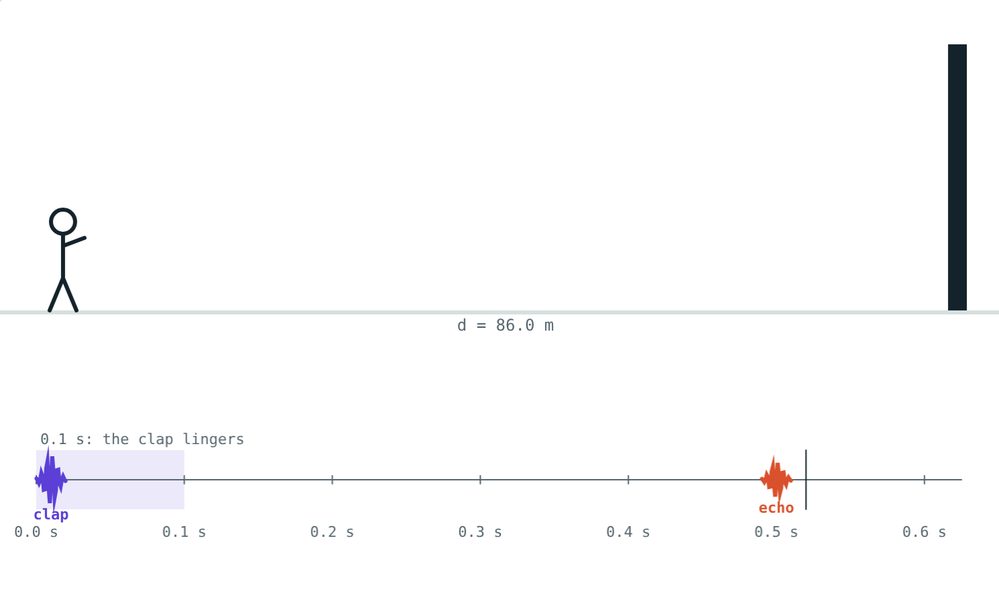 d = 86.0 m
0.1 s: the clap lingers
clap
echo
0.0 s
0.1 s
0.2 s
0.3 s
0.4 s
0.5 s
0.6 s